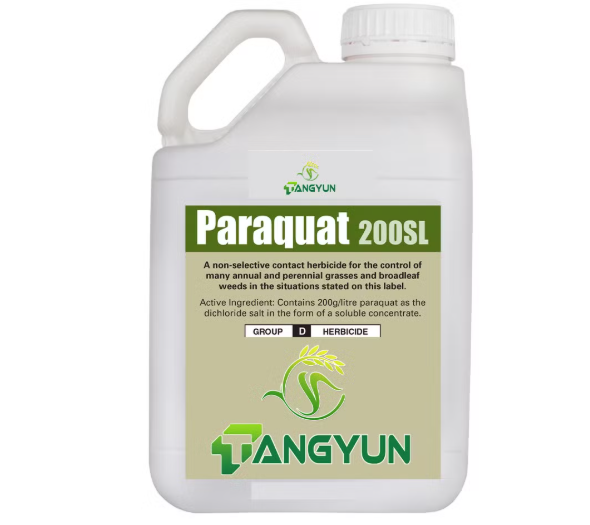 TANGYUN
Paraquat 200SL
A non-selective contact herbicide for the control of
many annual and perennial grasses and broadleaf
weeds in the situations stated on this label.
Active Ingredient: Contains 200g/litre paraquat as the
dichloride salt in the form of a soluble concentrate.
GROUP D HERBICIDE
TANGYUN